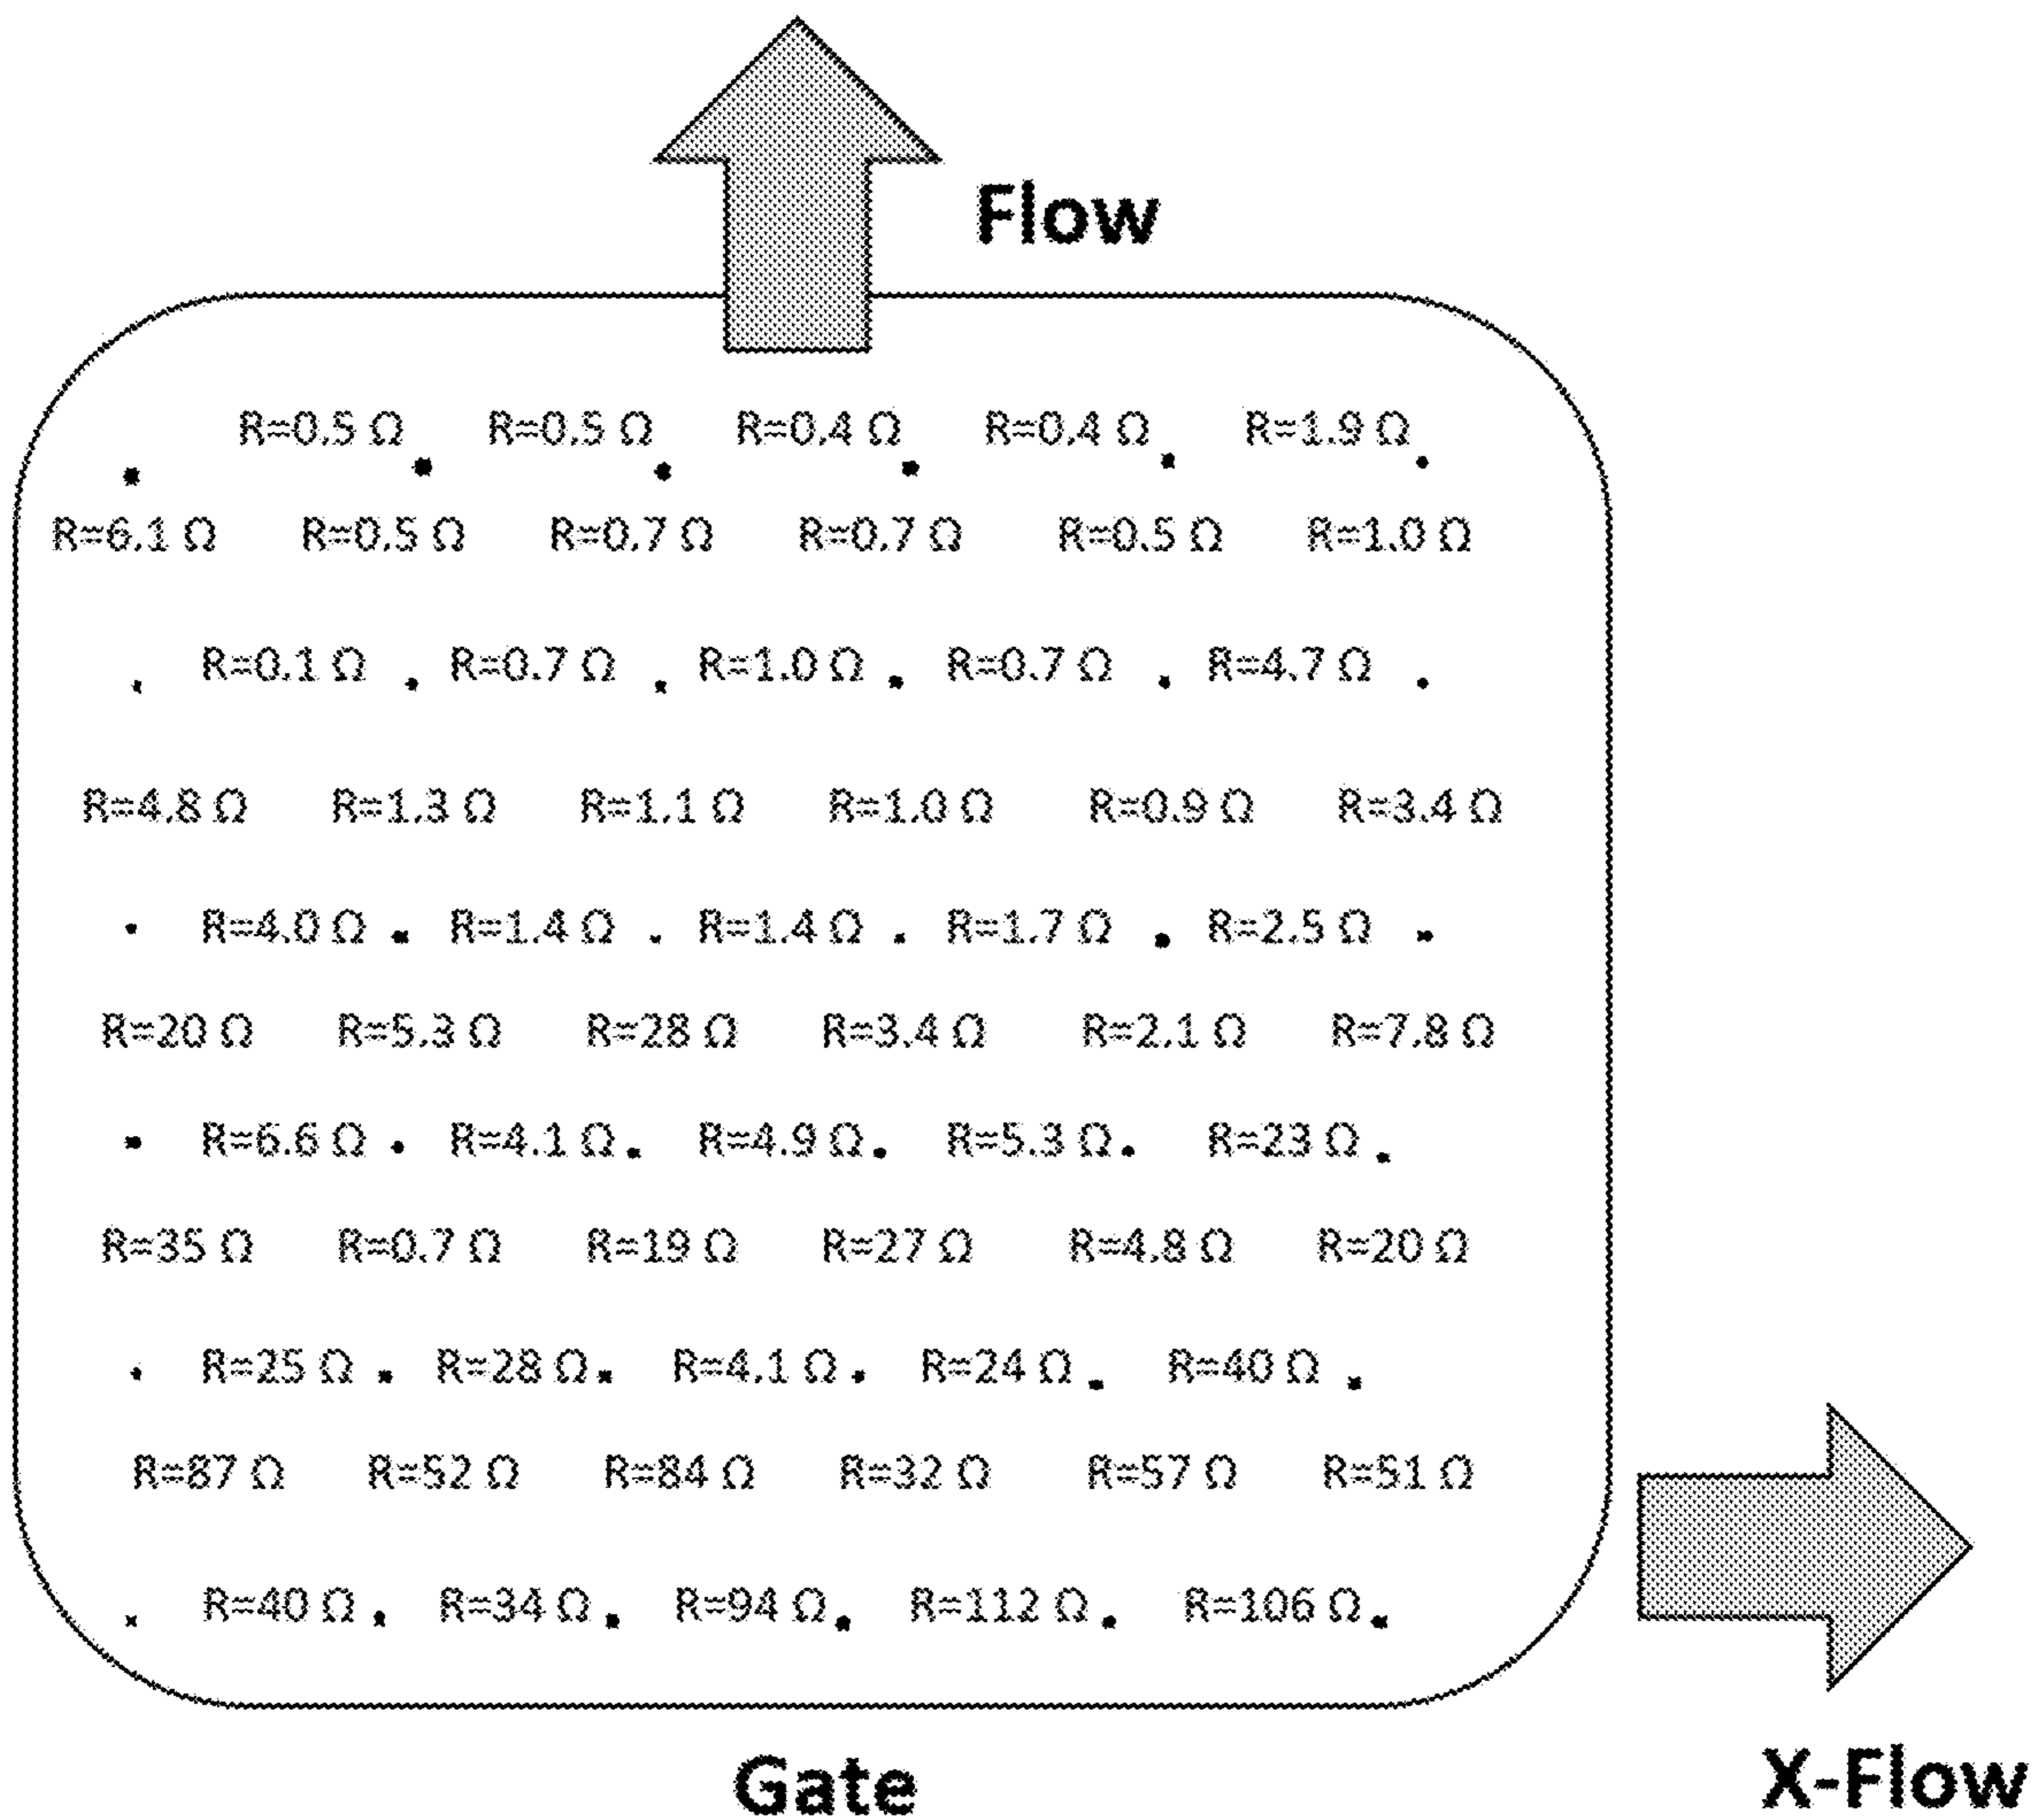 Flow
R=0.5 Ω R=0.5 Ω R=0.4 Ω R=0.4 Ω R=1.9 Ω
R=6.1 Ω R=0.5 Ω R=0.7 Ω R=0.7 Ω R=0.5 Ω R=1.0 Ω
R=0.1 Ω R=0.7 Ω R=1.0 Ω R=0.7 Ω R=4.7 Ω
R=4.8 Ω R=1.3 Ω R=1.1 Ω R=1.0 Ω R=0.9 Ω R=3.4 Ω
R=4.0 Ω R=1.4 Ω R=1.4 Ω R=1.7 Ω R=2.5 Ω
R=20 Ω R=5.3 Ω R=28 Ω R=3.4 Ω R=2.1 Ω R=7.8 Ω
R=6.6 Ω R=4.1 Ω R=4.9 Ω R=5.3 Ω R=23 Ω
R=35 Ω R=0.7 Ω R=19 Ω R=27 Ω R=4.8 Ω R=20 Ω
R=25 Ω R=28 Ω R=4.1 Ω R=24 Ω R=40 Ω
R=87 Ω R=52 Ω R=84 Ω R=32 Ω R=57 Ω R=51 Ω
R=40 Ω R=34 Ω R=94 Ω R=112 Ω R=106 Ω
Gate
X-Flow